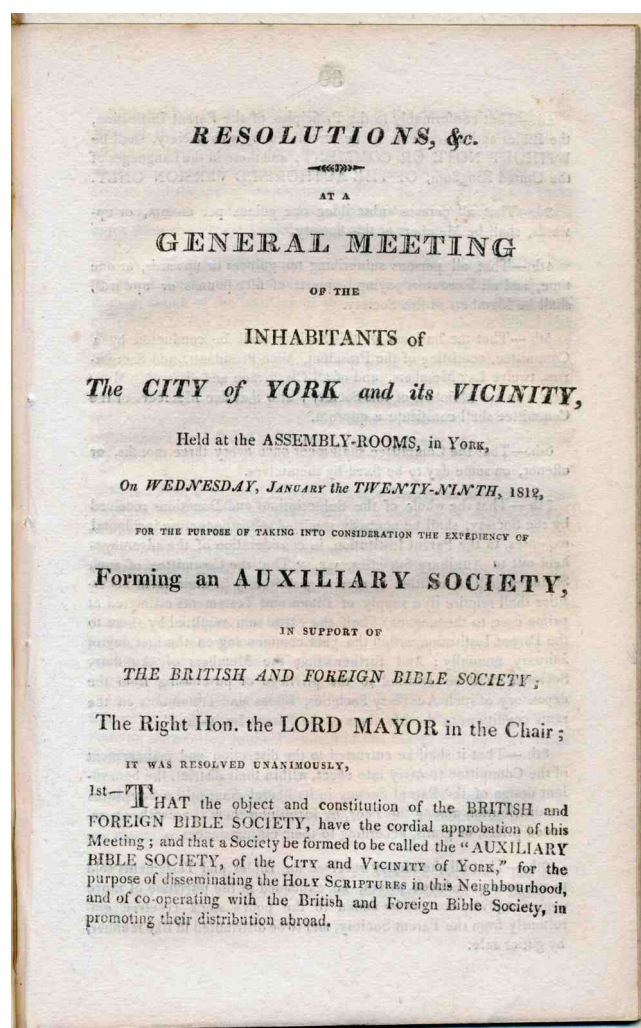 RESOLUTIONS, &c.
AT A
GENERAL MEETING
OF THE
INHABITANTS of
The CITY of YORK and its VICINITY,
Held at the ASSEMBLY-ROOMS, in YORK,
On WEDNESDAY, JANUARY the TWENTY-NINTH, 1812,
FOR THE PURPOSE OF TAKING INTO CONSIDERATION THE EXPEDIENCY OF
Forming an AUXILIARY SOCIETY,
IN SUPPORT OF
THE BRITISH AND FOREIGN BIBLE SOCIETY;
The Right Hon. the LORD MAYOR in the Chair;
IT WAS RESOLVED UNANIMOUSLY,
1st—THAT the object and constitution of the BRITISH and
FOREIGN BIBLE SOCIETY, have the cordial approbation of this
Meeting; and that a Society be formed to be called the "AUXILIARY
BIBLE SOCIETY, of the CITY and VICINITY of YORK," for the
purpose of disseminating the HOLY SCRIPTURES in this Neighbourhood,
and of co-operating with the British and Foreign Bible Society, in
promoting their distribution abroad.